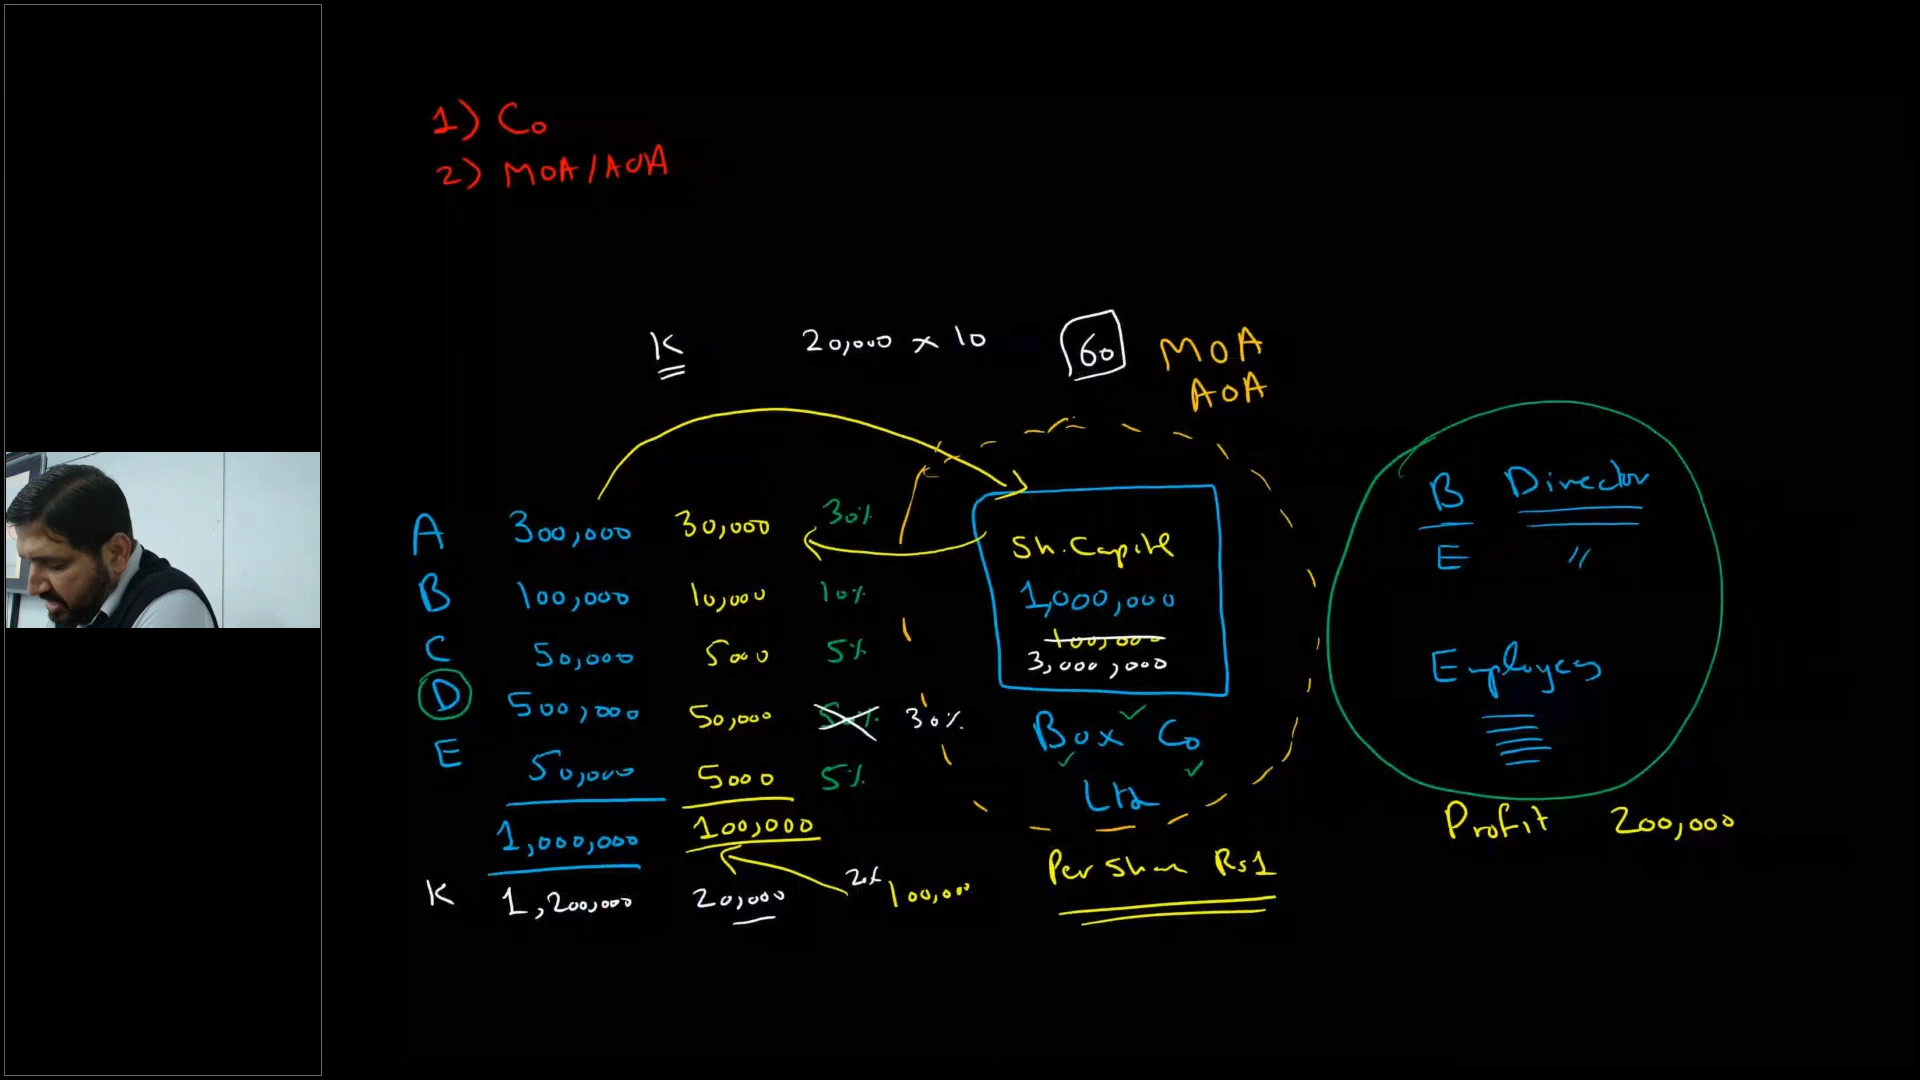 1) Co
2) MOA/AOA
K 20,000 x 10 60 MOA
AOA
A 300,000 30,000 30%
B 100,000 10,000 10%
C 50,000 5000 5%
D 500,000 50,000 50% 30%
E 50,000 5000 5%
1,000,000 100,000
K 1,200,000 20,000 100,000
Sh. Capital
1,000,000
100,000
3,000,000
Box Co
Ltd
Per Share Rs1
B Director
E "
Employees
Profit 200,000